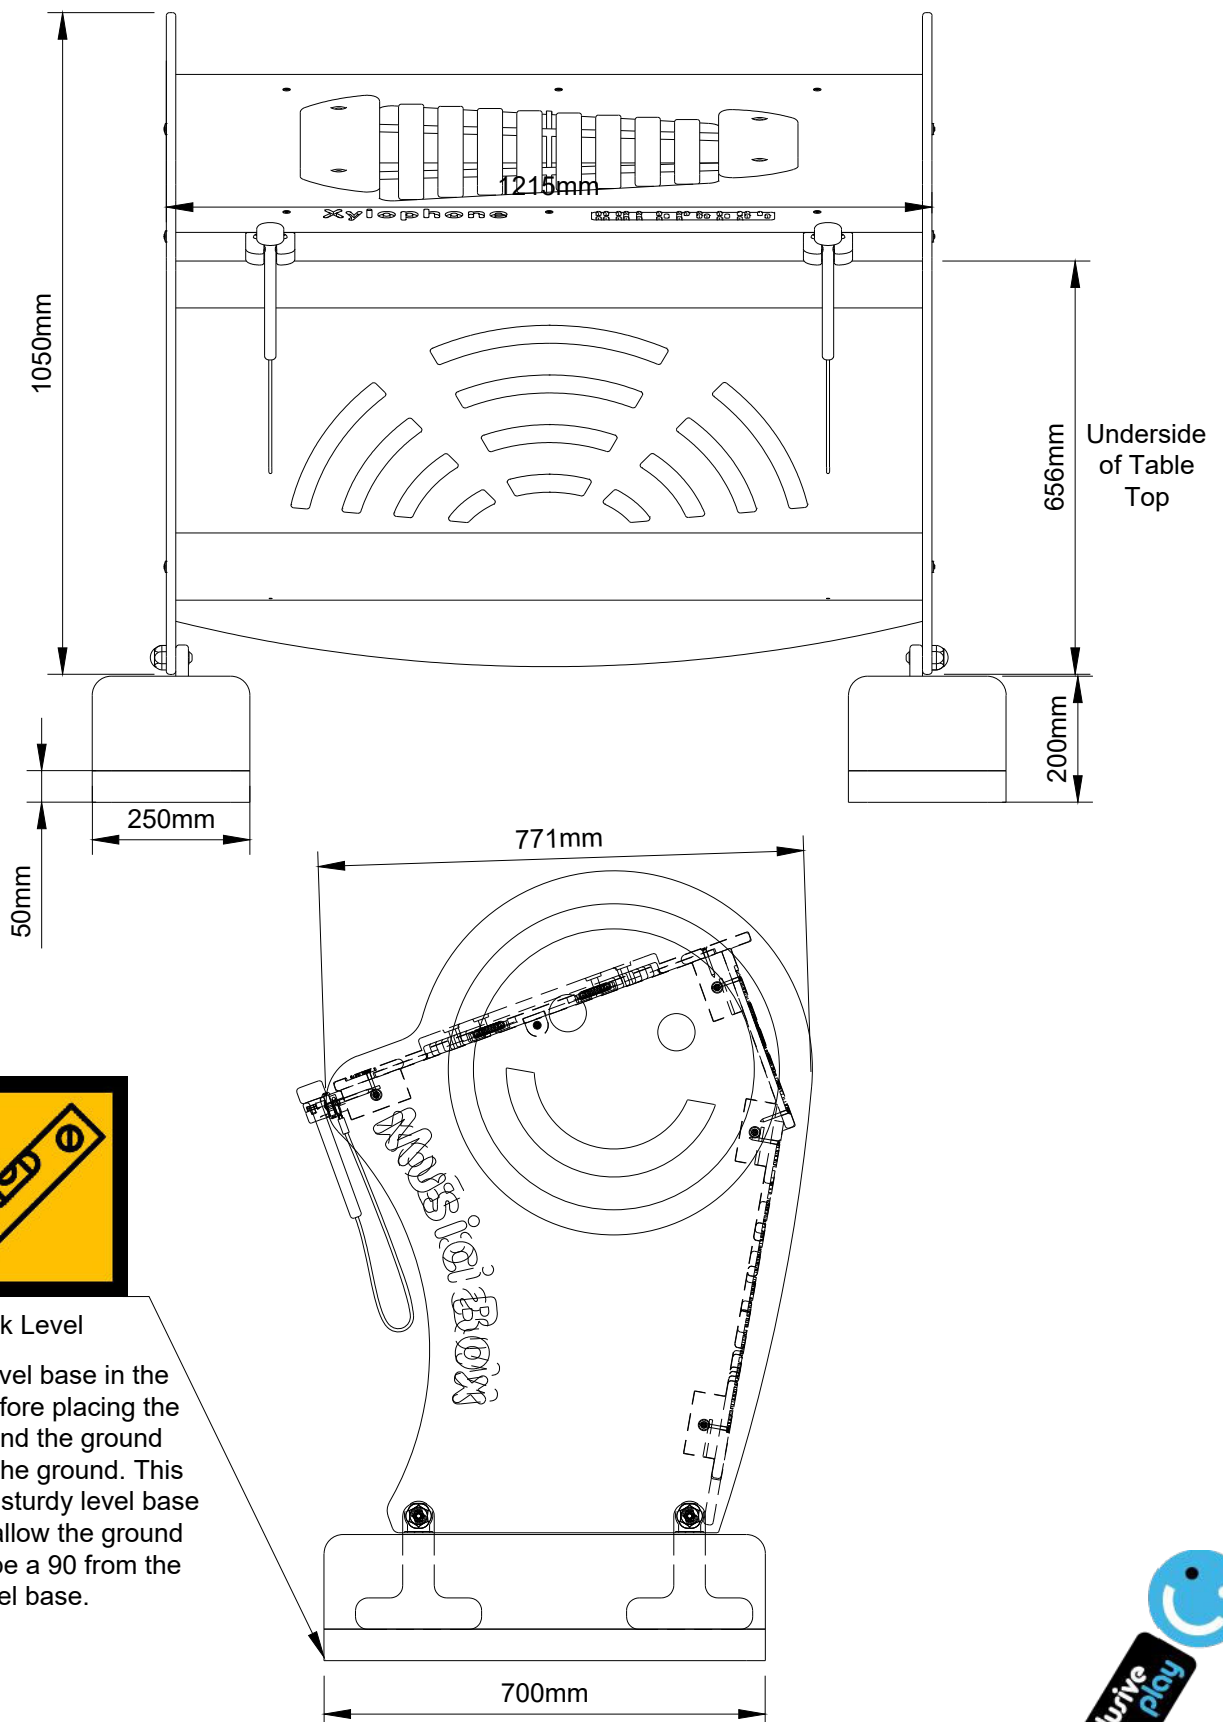 1215mm
Xylophone
1050mm
656mm
Underside
of Table
Top
200mm
250mm
50mm
771mm
Musical Box
k Level
vel base in the
fore placing the
nd the ground
he ground. This
sturdy level base
allow the ground
be a 90 from the
el base.
700mm
lusive
play